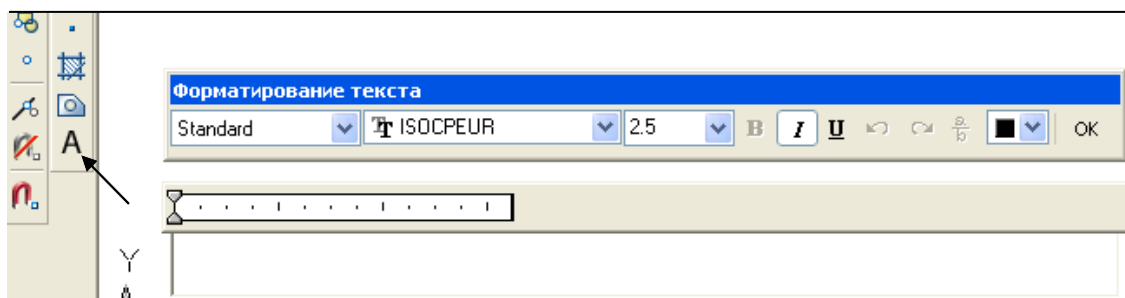 Форматирование текста
Standard ISOCPEUR 2.5 B I U a b OK
A
Y